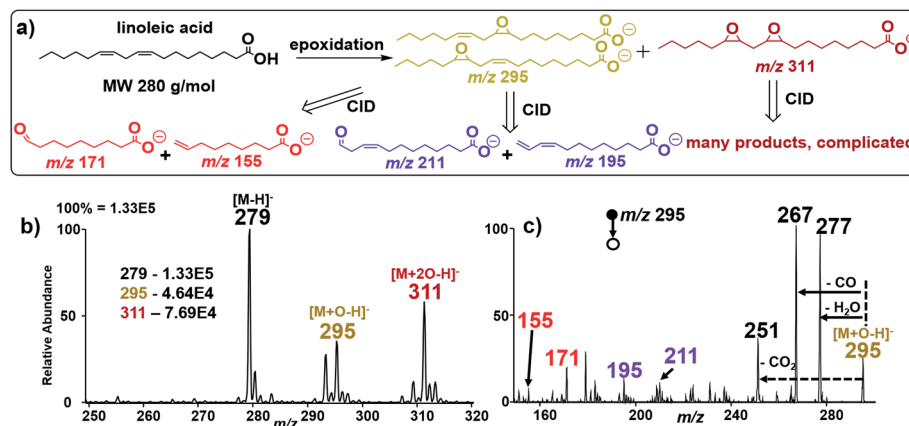 a)
linoleic acid
OH
O
MW 280 g/mol
epoxidation
O
O
O
O
O
O
m/z 295
+
O
O
O
O
m/z 311
CID
CID
CID
O
O
O
m/z 171
+
O
O
m/z 155
O
O
O
m/z 211
+
O
O
m/z 195
many products, complicated
b)
100% = 1.33E5
[M-H]-
279
279 - 1.33E5
295 - 4.64E4
311 – 7.69E4
[M+O-H]-
295
[M+2O-H]-
311
Relative Abundance
100
50
0
250 260 270 280 290 300 310 320
m/z
c)
m/z 295
100
50
0
267
277
- CO
- H₂O
[M+O-H]-
295
251
- CO₂
155
171
195
211
160 200 240 280
m/z